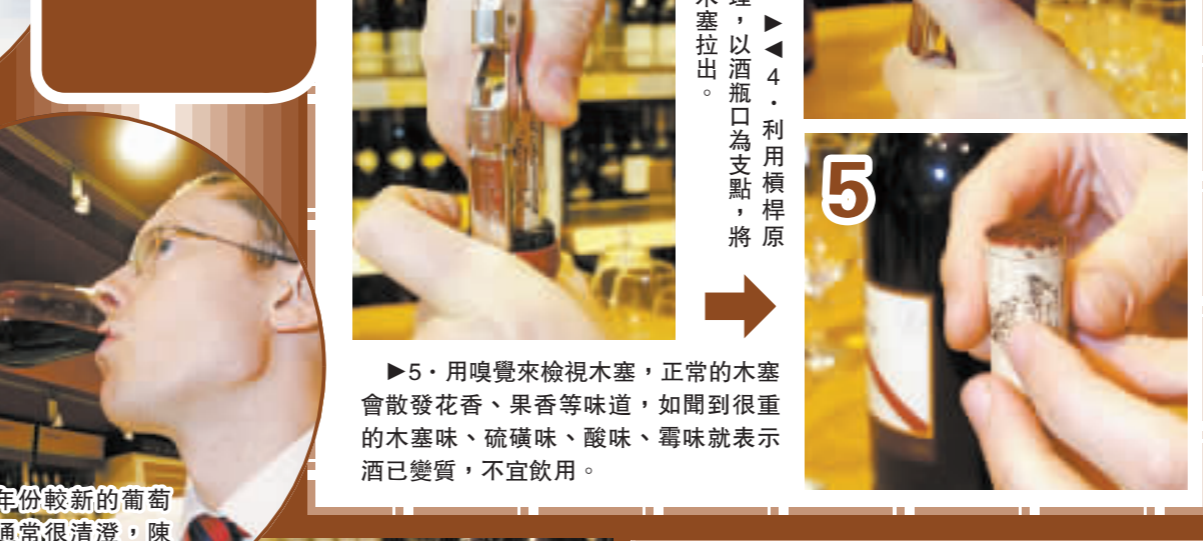 ▶◀4．利用槓桿原
理，以酒瓶口為支點，將
木塞拉出。
5
▶5．用嗅覺來檢視木塞，正常的木塞
會散發花香、果香等味道，如聞到很重
的木塞味、硫磺味、酸味、霉味就表示
酒已變質，不宜飲用。
年份較新的葡萄
通常很清澄，陳